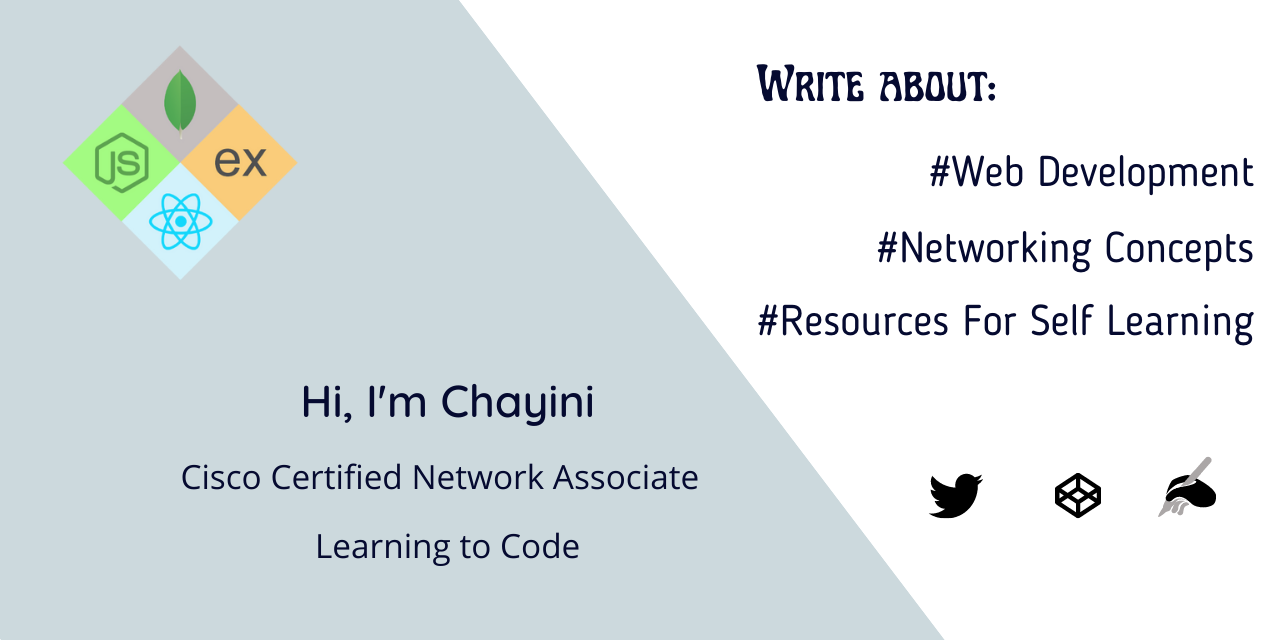 JS
ex
Hi, I'm Chayini
Cisco Certified Network Associate
Learning to Code
Write about:
#Web Development
#Networking Concepts
#Resources For Self Learning